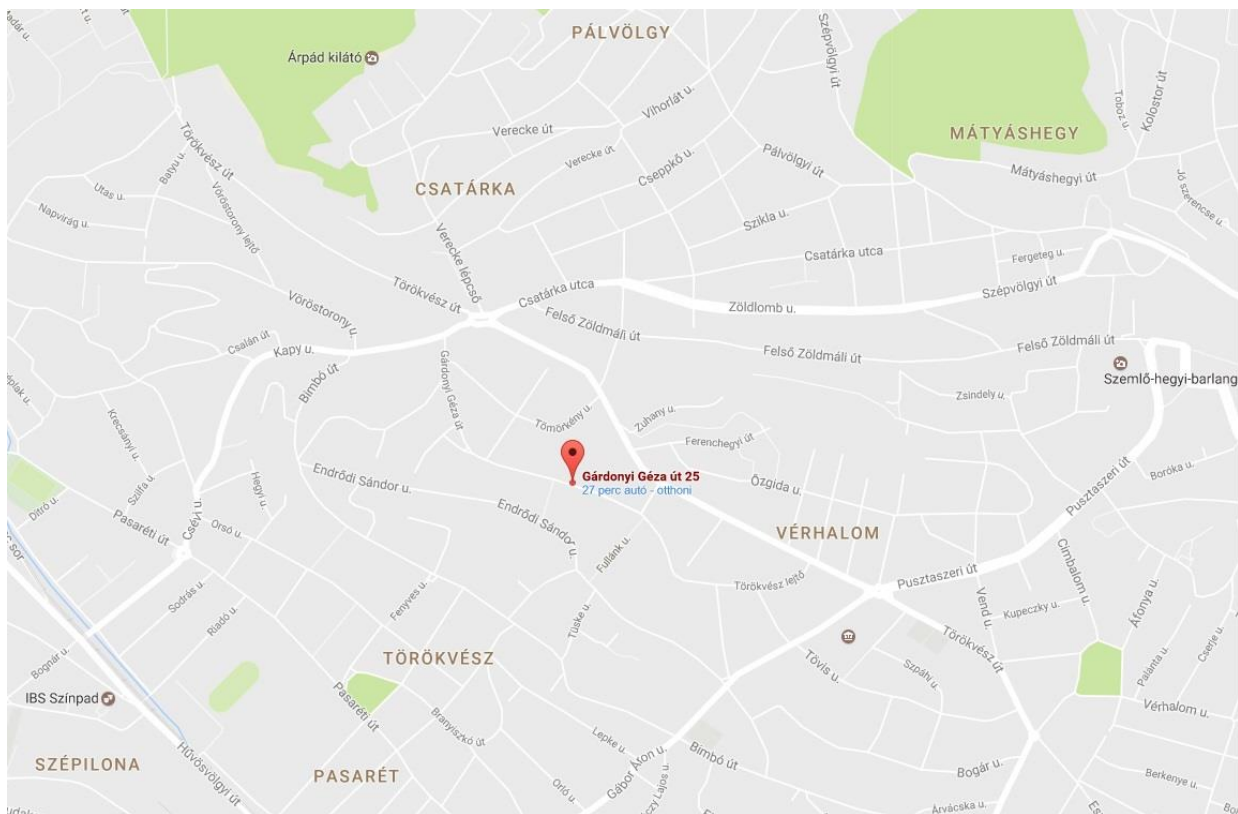 PÁLVÖLGY
Árpád kilátó
Szépvölgyi út
Toboz u.
Kolostor út
Vihorlát u.
Verecke út
MÁTYÁSHEGY
Törökvész út
Batyu u.
Verecke út
Cseppkő u.
Pálvölgyi út
Mátyáshegyi út
Jó szerencse u.
CSATÁRKA
Utas u.
Vöröstorony lejtő
Napvirág u.
Szikla u.
Verecke lépcső
Csatárka utca
Fergeteg u.
Törökvész út
Csatárka utca
Szépvölgyi út
Vöröstorony u.
Zöldlomb u.
Felső Zöldmáli út
Csalán út
Kapy u.
Felső Zöldmáli út
Felső Zöldmáli út
Bimbó út
Gárdonyi Géza út
Szemlő-hegyi-barlang
Zsindely u.
Krecsányi u.
Tömörkény u.
Zuhany u.
Ferenchegyi út
Endrődi Sándor u.
Gárdonyi Géza út 25
27 perc autó - otthoni
Őzgida u.
Boróka u.
Pusztaszeri út
Szilfa u.
Hegyi u.
Ditró u.
Pasaréti út
Csévi u.
Orsó u.
Endrődi Sándor u.
Fullánk u.
VÉRHALOM
Cimbalom u.
Törökvész lejtő
Pusztaszeri út
Sodrás u.
Riadó u.
Fenyves u.
Tüske u.
Vend u.
Kupeczky u.
Áfonya u.
Bognár u.
TÖRÖKVÉSZ
Törökvész út
Tövis u.
Szpáhi u.
Palánta u.
Cserje u.
IBS Színpad
Pasaréti út
Branyiszkó út
Vérhalom u.
Lepke u.
Gábor Áron u.
Bimbó út
SZÉPILONA
Hűvösvölgyi út
PASARÉT
Orló u.
Bogár u.
Berkenye u.
Árvácska u.